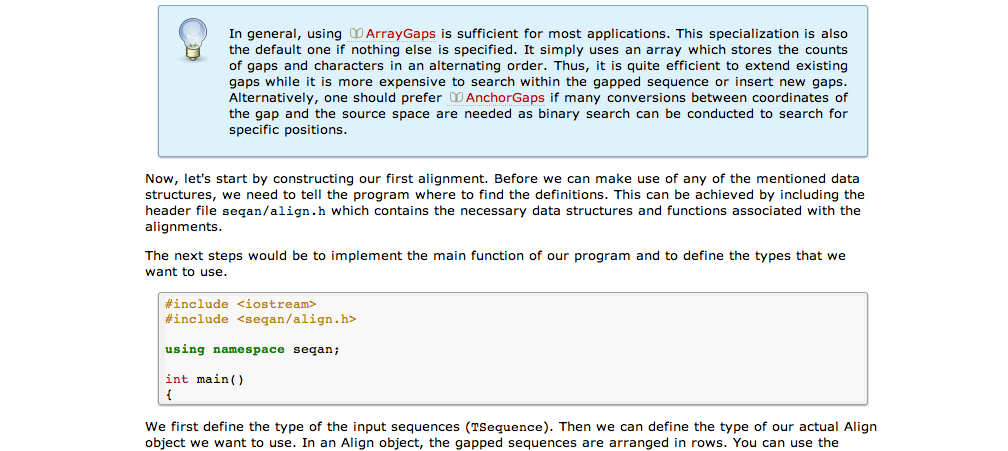 In general, using ArrayGaps is sufficient for most applications. This specialization is also
the default one if nothing else is specified. It simply uses an array which stores the counts
of gaps and characters in an alternating order. Thus, it is quite efficient to extend existing
gaps while it is more expensive to search within the gapped sequence or insert new gaps.
Alternatively, one should prefer AnchorGaps if many conversions between coordinates of
the gap and the source space are needed as binary search can be conducted to search for
specific positions.
Now, let's start by constructing our first alignment. Before we can make use of any of the mentioned data
structures, we need to tell the program where to find the definitions. This can be achieved by including the
header file seqan/align.h which contains the necessary data structures and functions associated with the
alignments.
The next steps would be to implement the main function of our program and to define the types that we
want to use.
#include <iostream>
#include <seqan/align.h>
using namespace seqan;
int main()
{
We first define the type of the input sequences (TSequence). Then we can define the type of our actual Align
object we want to use. In an Align object, the gapped sequences are arranged in rows. You can use the